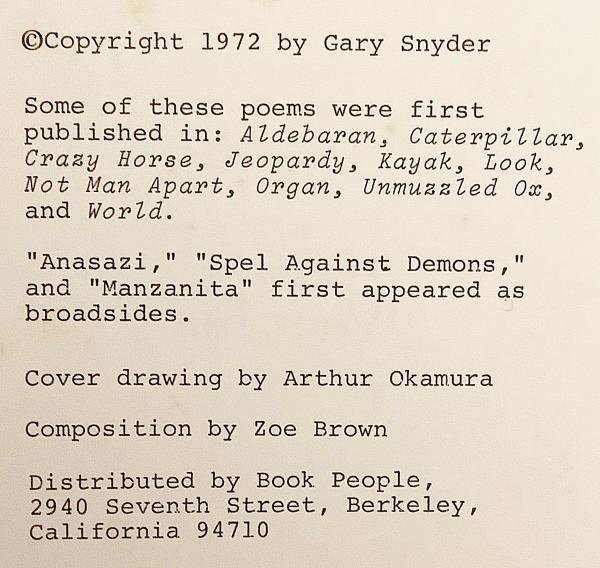 ©Copyright 1972 by Gary Snyder
Some of these poems were first
published in: Aldebaran, Caterpillar,
Crazy Horse, Jeopardy, Kayak, Look,
Not Man Apart, Organ, Unmuzzled Ox,
and World.
"Anasazi," "Spel Against Demons,"
and "Manzanita" first appeared as
broadsides.
Cover drawing by Arthur Okamura
Composition by Zoe Brown
Distributed by Book People,
2940 Seventh Street, Berkeley,
California 94710